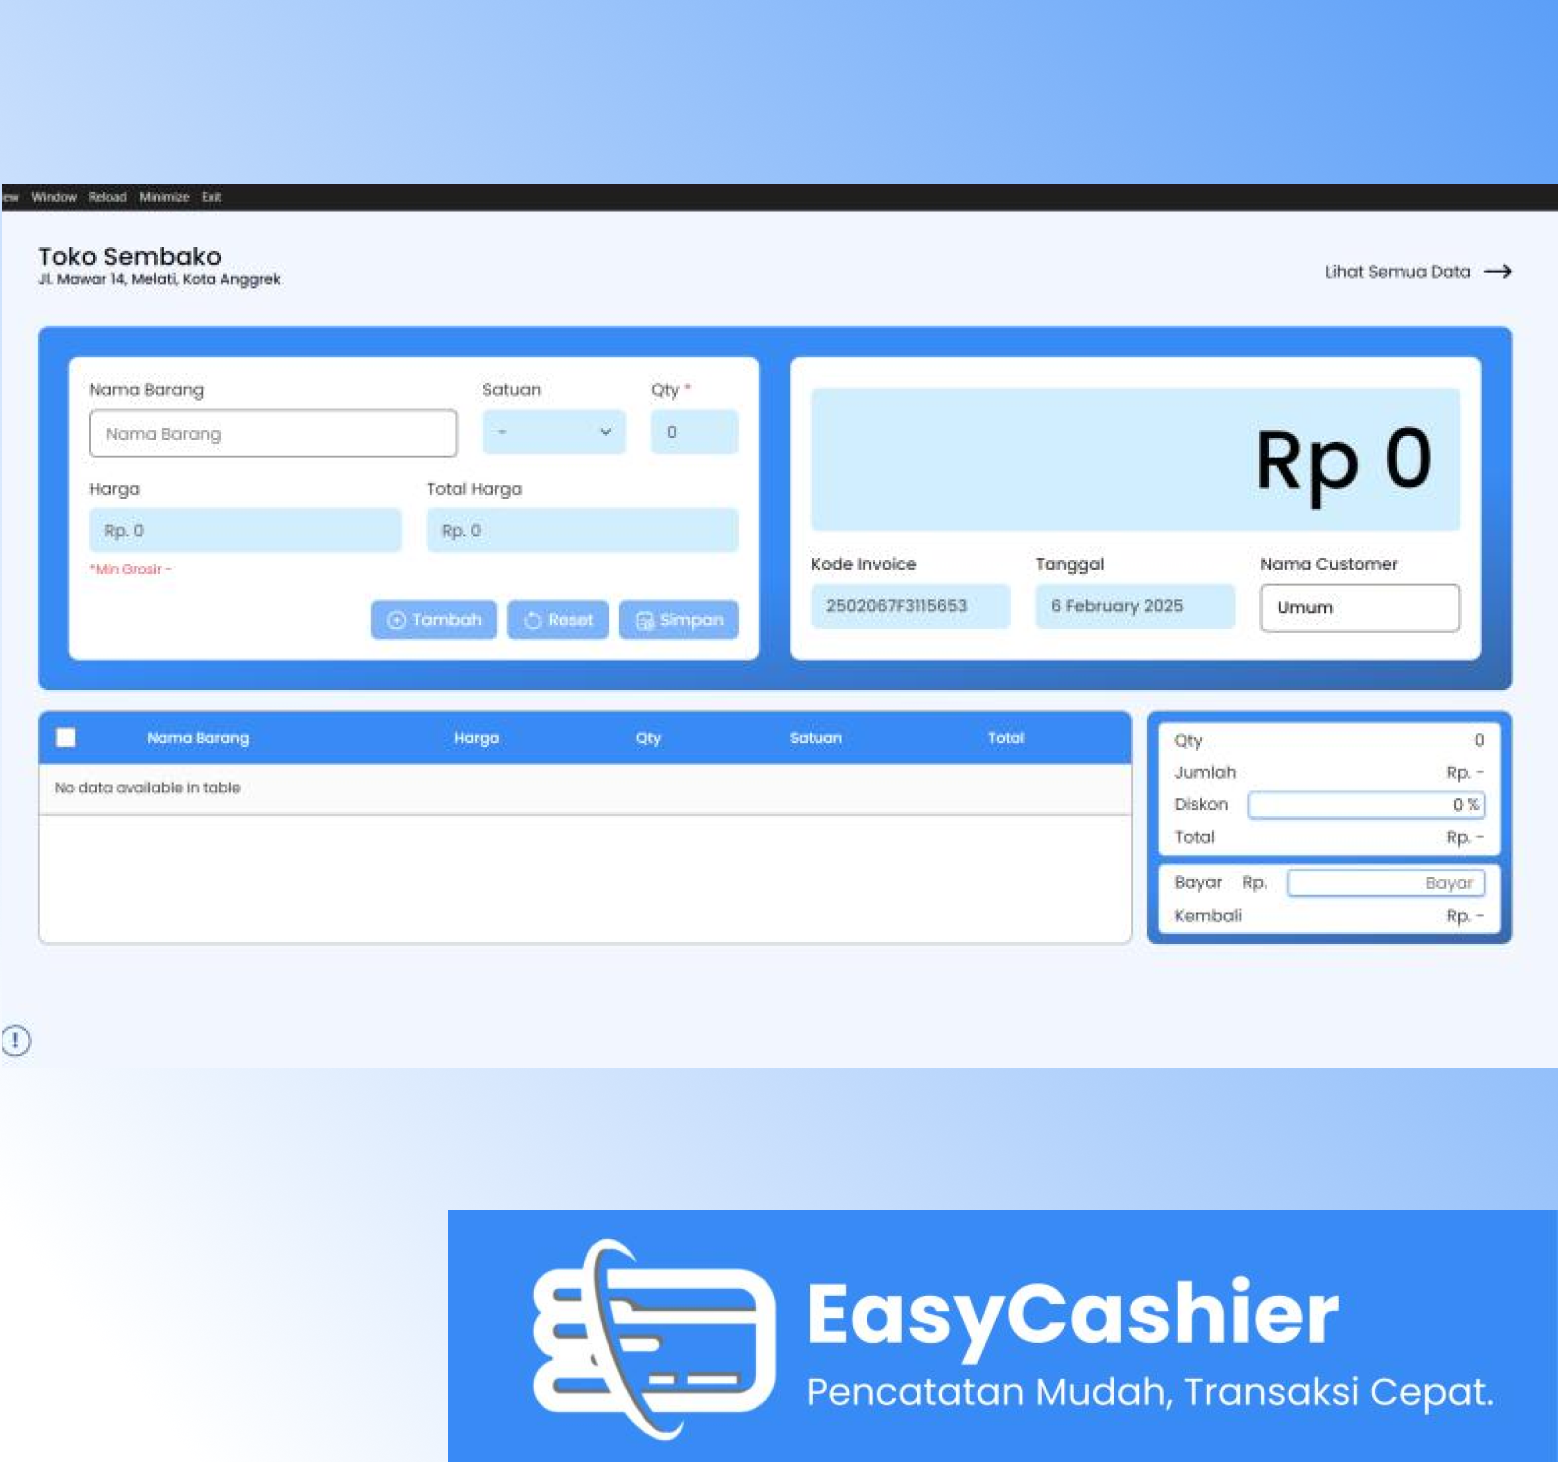 ew Window Reload Minimize Exit
Toko Sembako
Jl. Mawar 14, Melati, Kota Anggrek
Lihat Semua Data
Nama Barang Satuan Qty *
Nama Barang - 0
Harga Total Harga
Rp. 0 Rp. 0
*Min Grosir -
Tambah Reset Simpan
Rp 0
Kode Invoice Tanggal Nama Customer
2502067F3115653 6 February 2025 Umum
Nama Barang Harga Qty Satuan Total
No data available in table
Qty 0
Jumlah Rp. -
Diskon 0 %
Total Rp. -
Bayar Rp. Bayar
Kembali Rp. -
EasyCashier
Pencatatan Mudah, Transaksi Cepat.